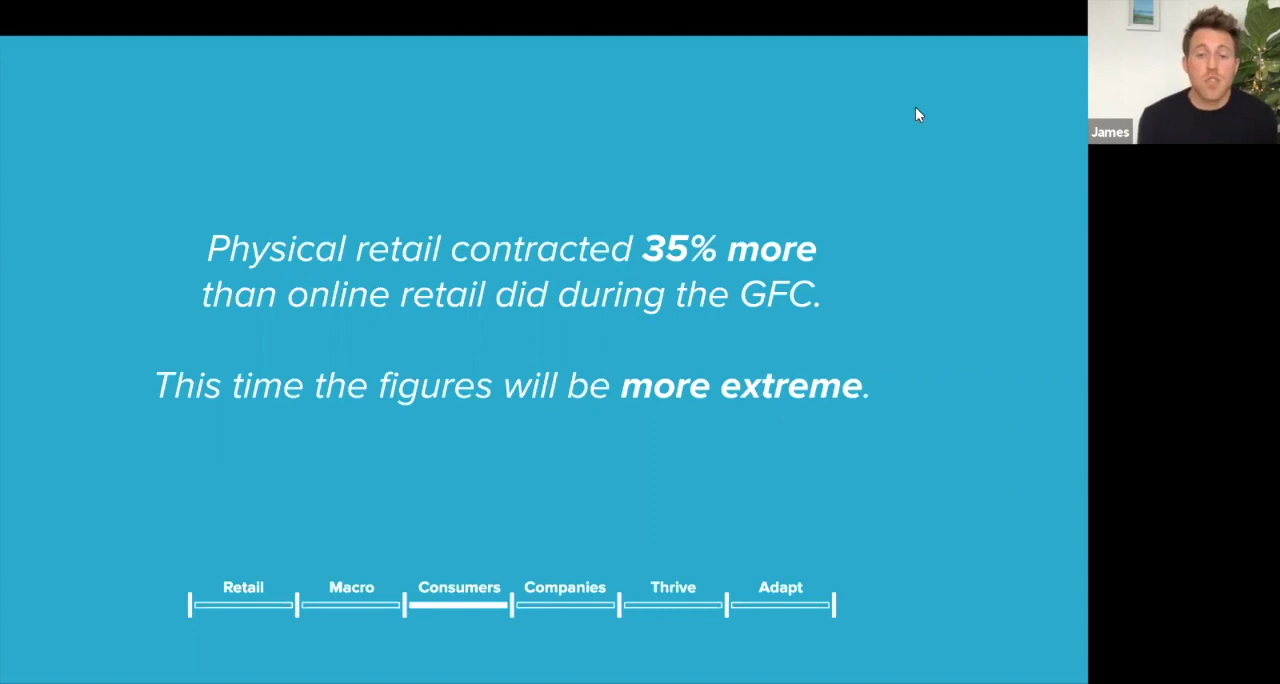 Physical retail contracted 35% more
than online retail did during the GFC.
This time the figures will be more extreme.
Retail Macro Consumers Companies Thrive Adapt
James